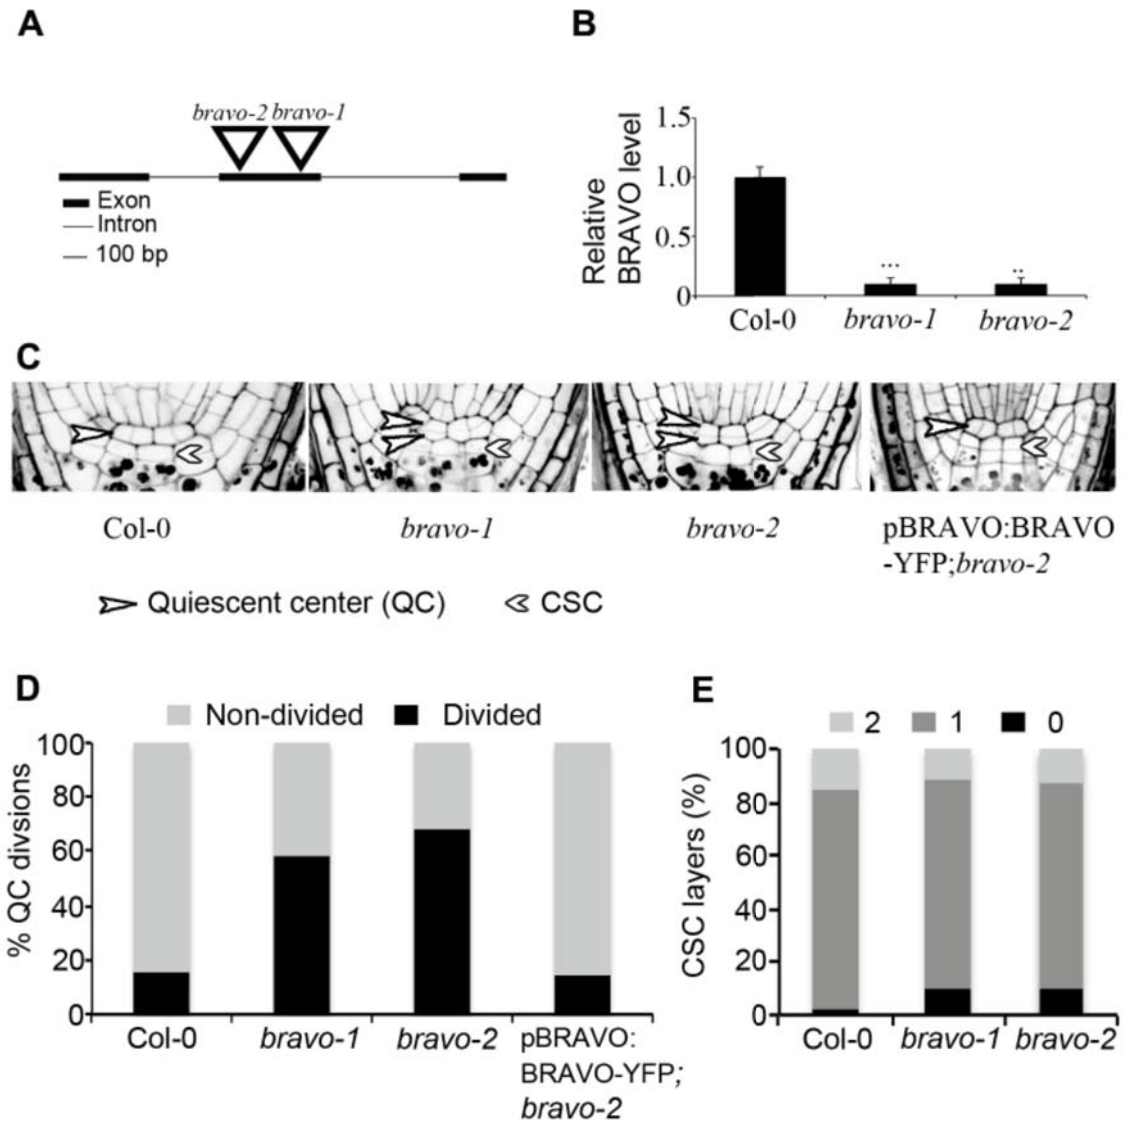 A
bravo-2 bravo-1
Exon
Intron
100 bp
B
Relative
BRAVO level
1.5
1.0
0.5
0
...
..
Col-0
bravo-1
bravo-2
C
Col-0
bravo-1
bravo-2
pBRAVO:BRAVO
-YFP;bravo-2
Quiescent center (QC)
CSC
D
Non-divided
Divided
% QC divsions
100
80
60
40
20
0
Col-0
bravo-1
bravo-2
pBRAVO:
BRAVO-YFP;
bravo-2
E
2
1
0
CSC layers (%)
100
80
60
40
20
0
Col-0
bravo-1
bravo-2